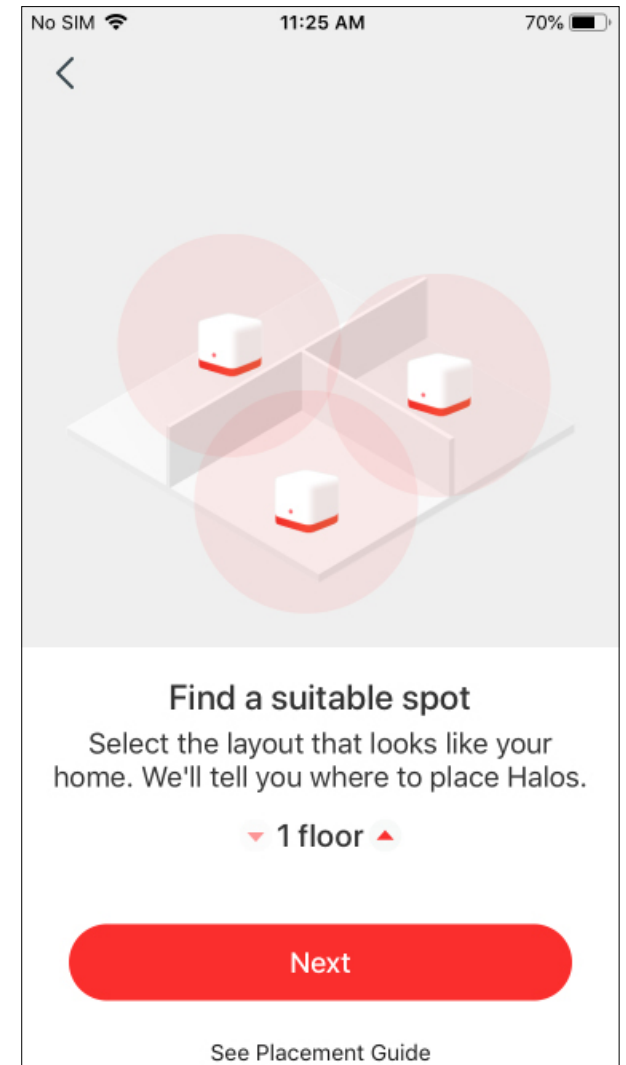 No SIM 11:25 AM 70%
Find a suitable spot
Select the layout that looks like your
home. We'll tell you where to place Halos.
1 floor
Next
See Placement Guide